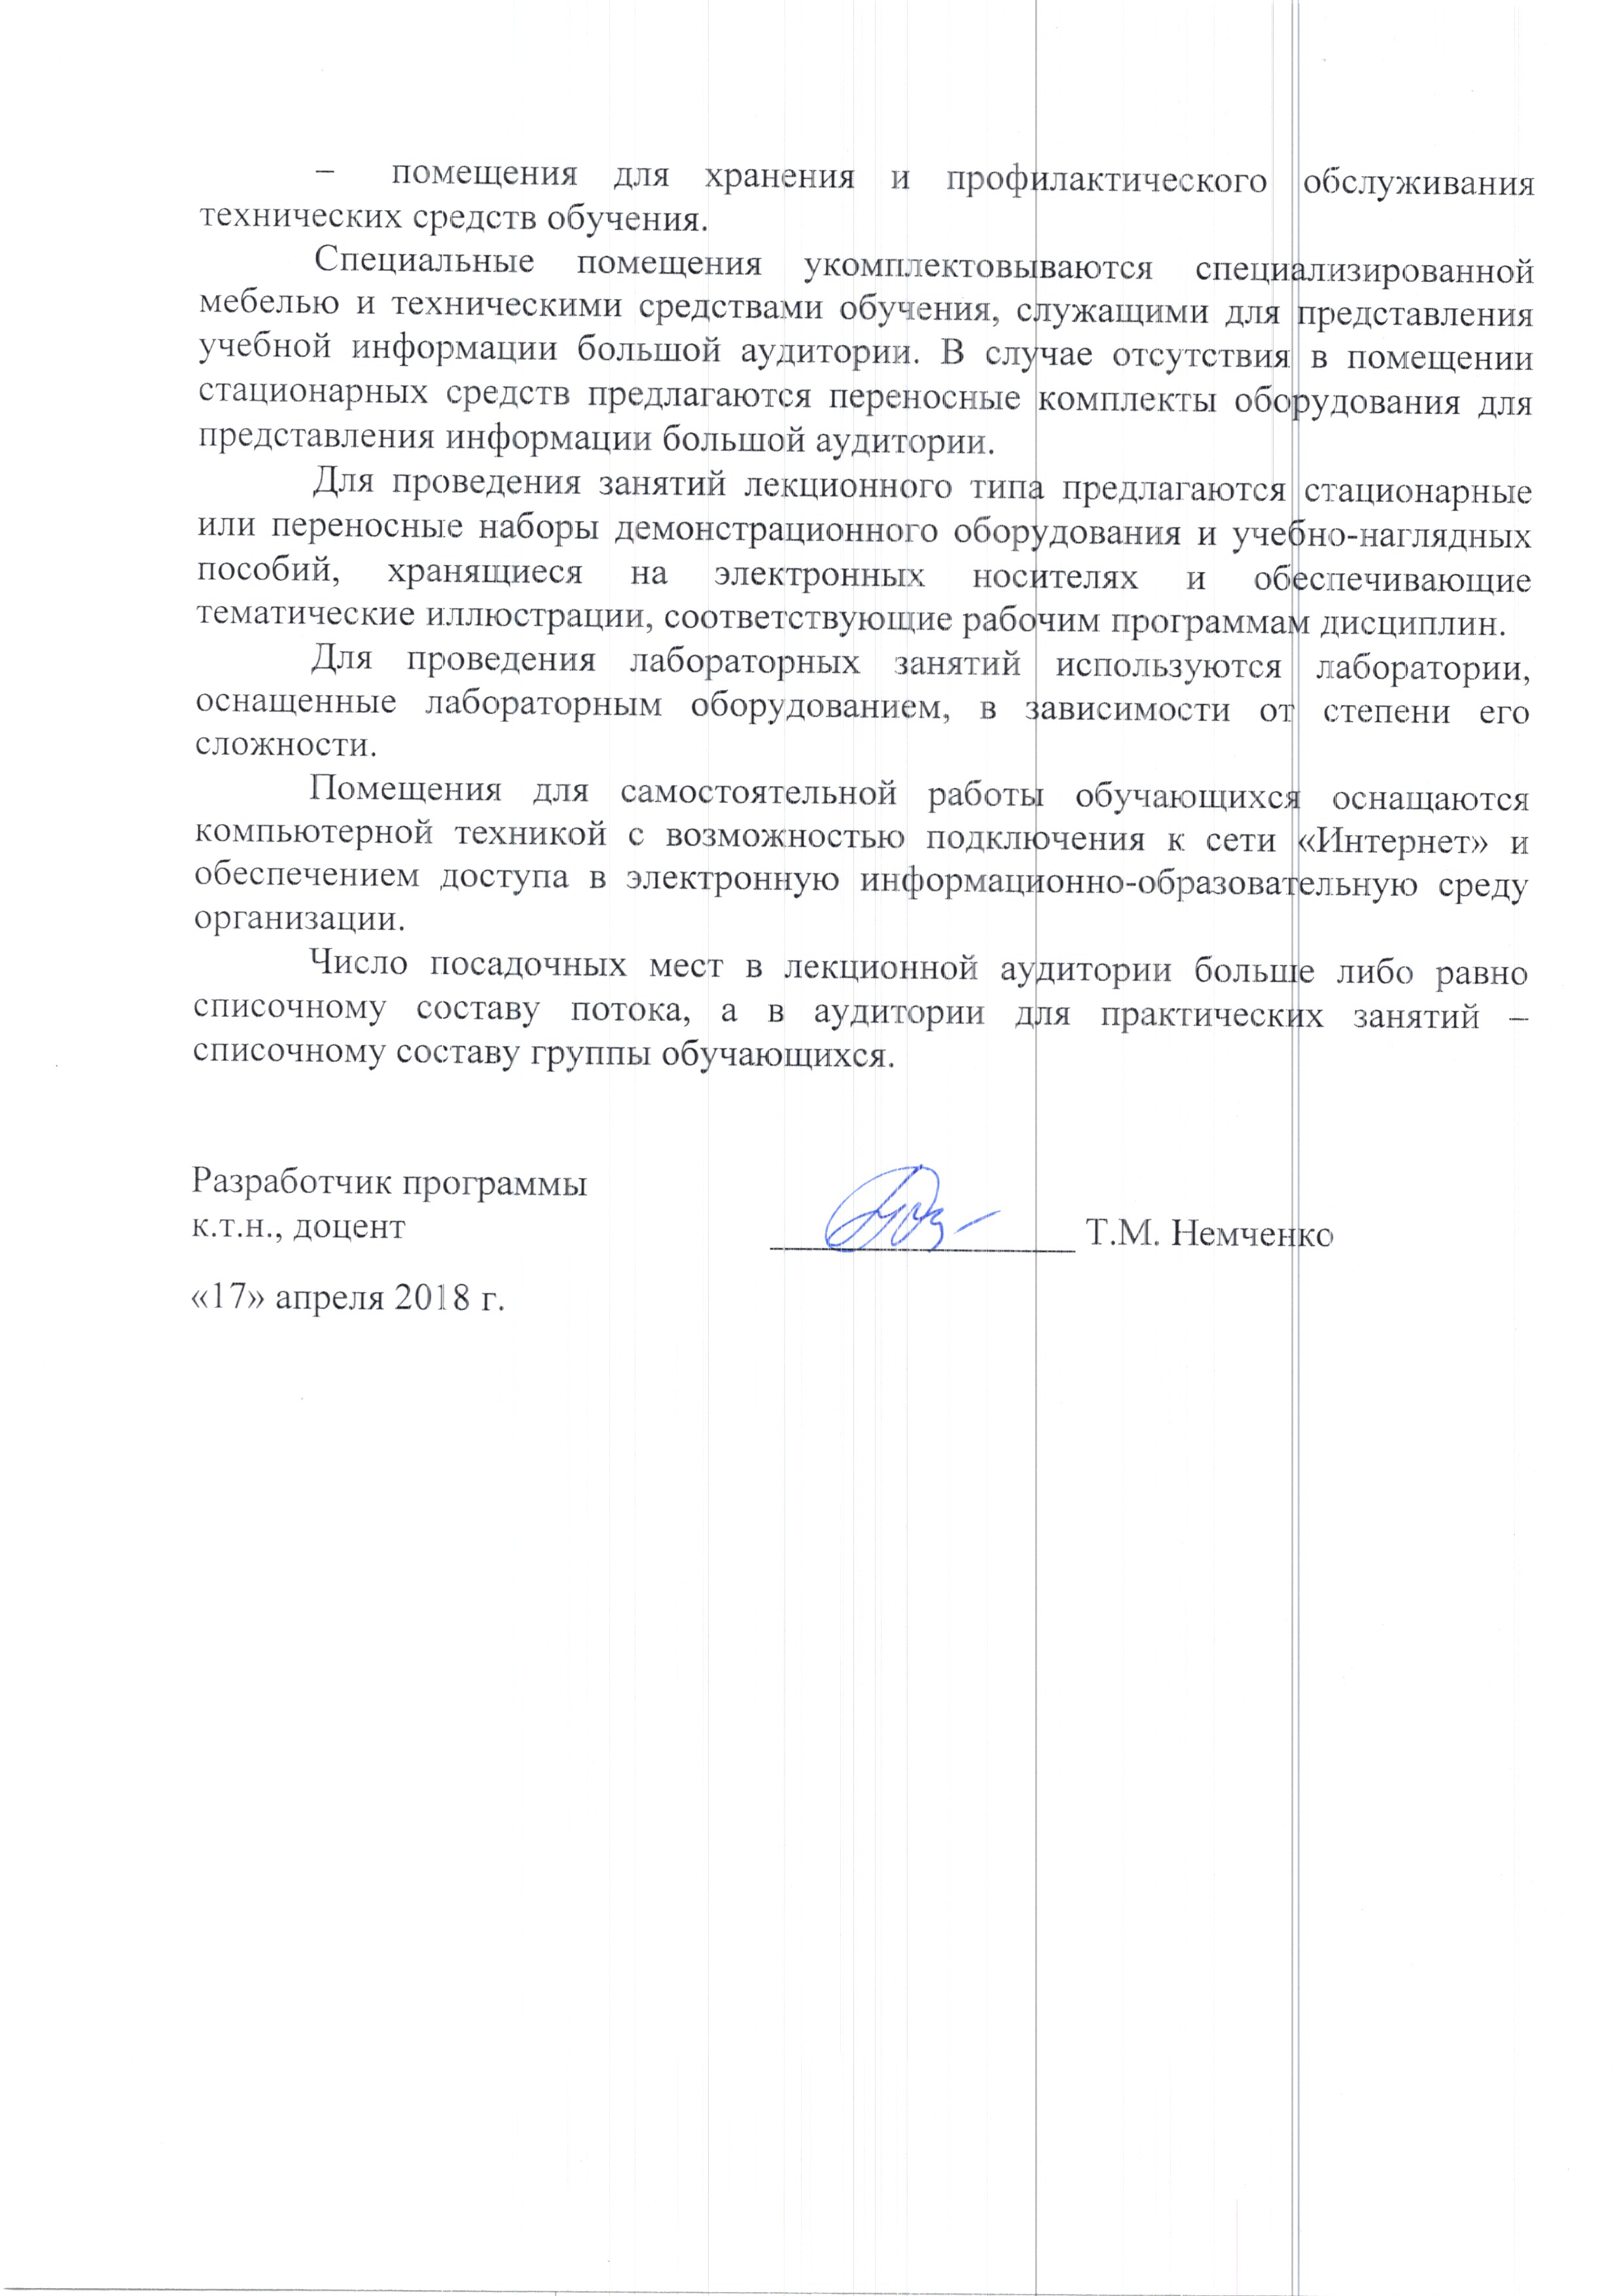 – помещения для хранения и профилактического обслуживания
технических средств обучения.
Специальные помещения укомплектовываются специализированной
мебелью и техническими средствами обучения, служащими для представления
учебной информации большой аудитории. В случае отсутствия в помещении
стационарных средств предлагаются переносные комплекты оборудования для
представления информации большой аудитории.
Для проведения занятий лекционного типа предлагаются стационарные
или переносные наборы демонстрационного оборудования и учебно-наглядных
пособий, хранящиеся на электронных носителях и обеспечивающие
тематические иллюстрации, соответствующие рабочим программам дисциплин.
Для проведения лабораторных занятий используются лаборатории,
оснащенные лабораторным оборудованием, в зависимости от степени его
сложности.
Помещения для самостоятельной работы обучающихся оснащаются
компьютерной техникой с возможностью подключения к сети «Интернет» и
обеспечением доступа в электронную информационно-образовательную среду
организации.
Число посадочных мест в лекционной аудитории больше либо равно
списочному составу потока, а в аудитории для практических занятий –
списочному составу группы обучающихся.
Разработчик программы
к.т.н., доцент Т.М. Немченко
«17» апреля 2018 г.